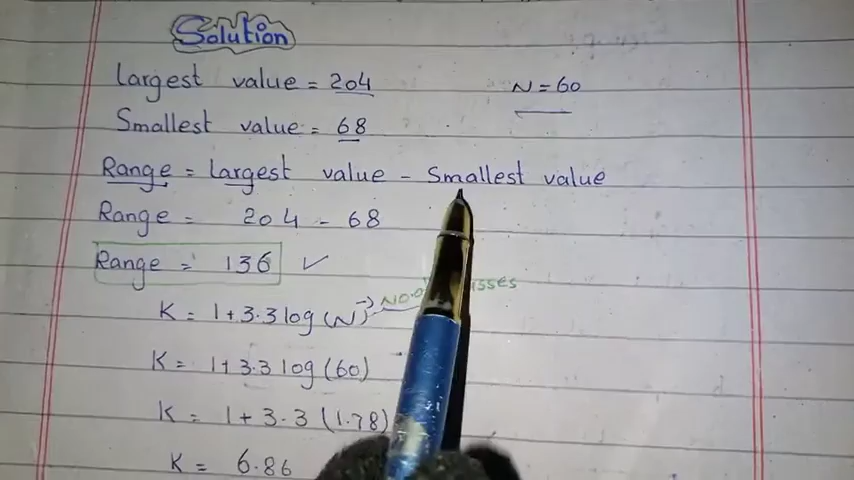 Solution
Largest value = 204
N = 60
Smallest value = 68
Range = Largest value - Smallest value
Range = 204 - 68
Range = 136 ✓
K = 1+3.3 log (N) →
K = 1+3.3 log (60)
K = 1+3.3 (1.78)
K = 6.86